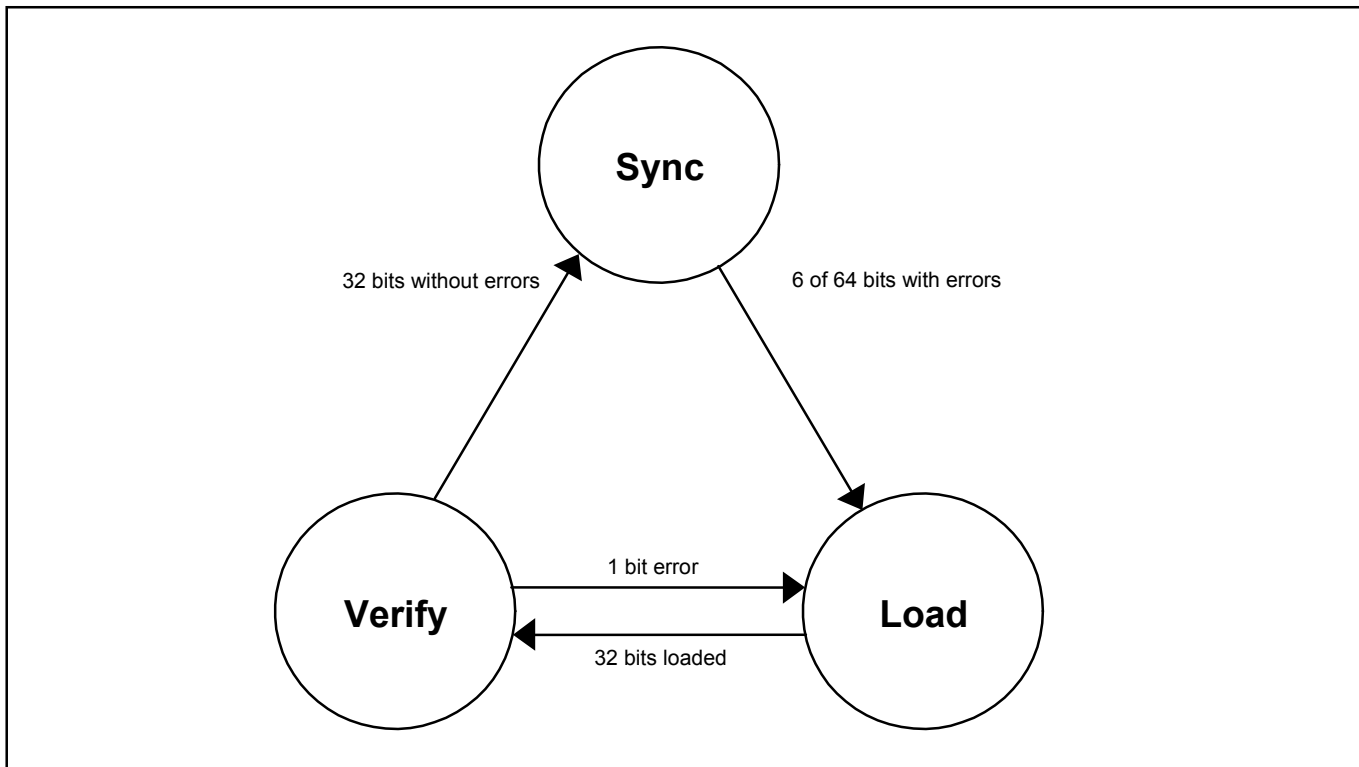 Sync
32 bits without errors
6 of 64 bits with errors
1 bit error
Verify
Load
32 bits loaded